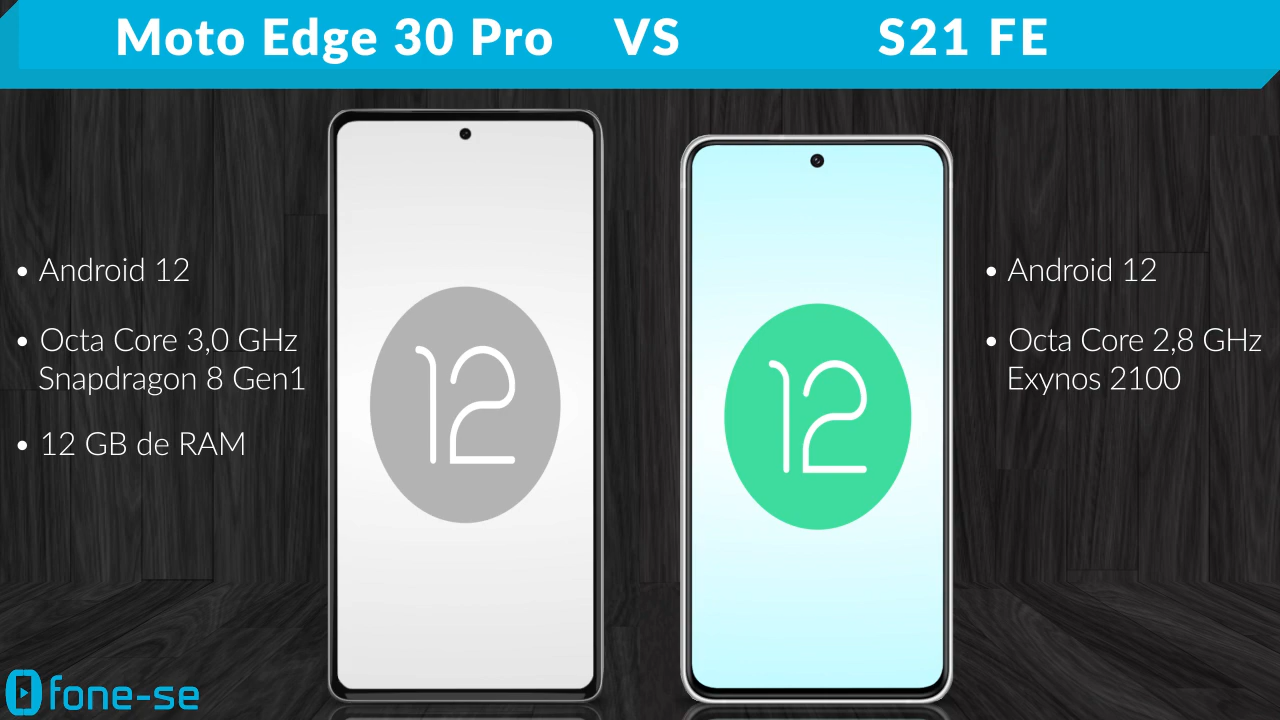 Moto Edge 30 Pro VS S21 FE
• Android 12
• Octa Core 3,0 GHz
Snapdragon 8 Gen1
• 12 GB de RAM
12
12
• Android 12
• Octa Core 2,8 GHz
Exynos 2100
fone-se